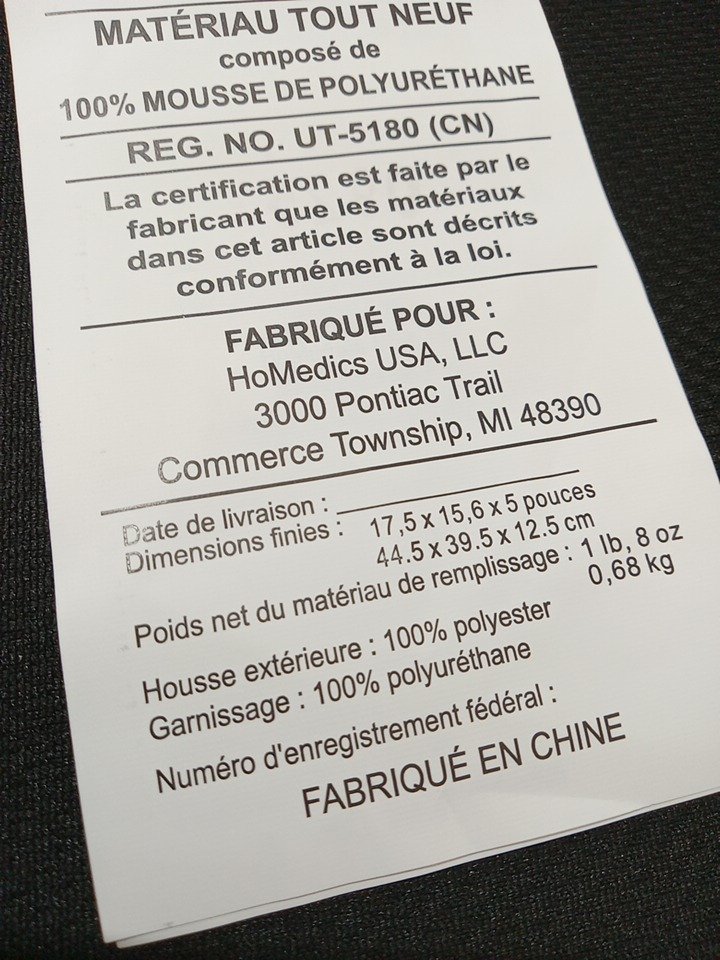 MATÉRIAU TOUT NEUF
composé de
100% MOUSSE DE POLYURÉTHANE
REG. NO. UT-5180 (CN)
La certification est faite par le
fabricant que les matériaux
dans cet article sont décrits
conformément à la loi.
FABRIQUÉ POUR :
HoMedics USA, LLC
3000 Pontiac Trail
Commerce Township, MI 48390
Date de livraison :
Dimensions finies : 17,5 x 15,6 x 5 pouces
44.5 x 39.5 x 12.5 cm
Poids net du matériau de remplissage : 1 lb, 8 oz
0,68 kg
Housse extérieure : 100% polyester
Garnissage : 100% polyuréthane
Numéro d'enregistrement fédéral :
FABRIQUÉ EN CHINE